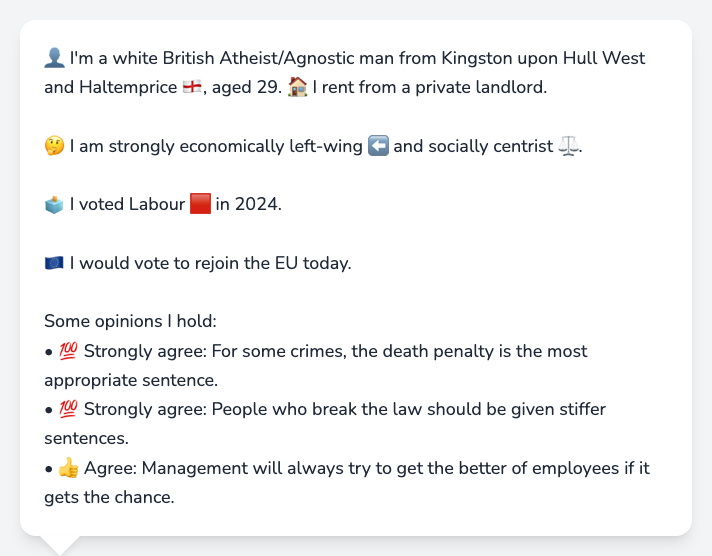 👤 I'm a white British Atheist/Agnostic man from Kingston upon Hull West
and Haltemprice 🏴󠁧󠁢󠁥󠁮󠁧󠁿, aged 29. 🏠 I rent from a private landlord.
🤔 I am strongly economically left-wing ⬅️ and socially centrist ⚖️.
🗳️ I voted Labour 🟥 in 2024.
🇪🇺 I would vote to rejoin the EU today.
Some opinions I hold:
• 💯 Strongly agree: For some crimes, the death penalty is the most
appropriate sentence.
• 💯 Strongly agree: People who break the law should be given stiffer
sentences.
• 👍 Agree: Management will always try to get the better of employees if it
gets the chance.